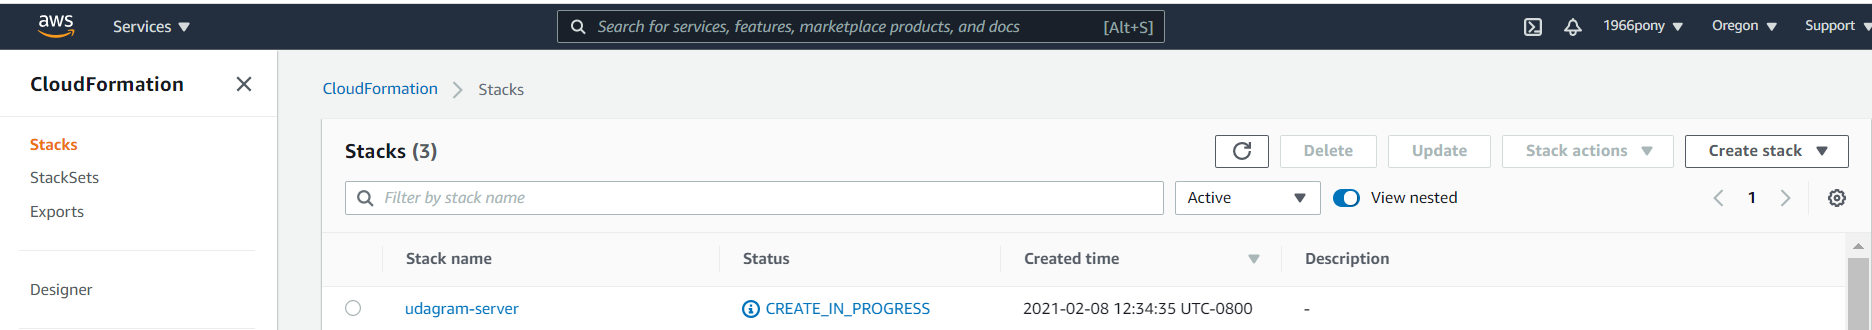 aws Services Search for services, features, marketplace products, and docs [Alt+S] 1966pony Oregon Support
CloudFormation
Stacks
StackSets
Exports
Designer
CloudFormation > Stacks
Stacks (3) Delete Update Stack actions Create stack
Filter by stack name Active View nested 1
Stack name Status Created time Description
udagram-server CREATE_IN_PROGRESS 2021-02-08 12:34:35 UTC-0800 -